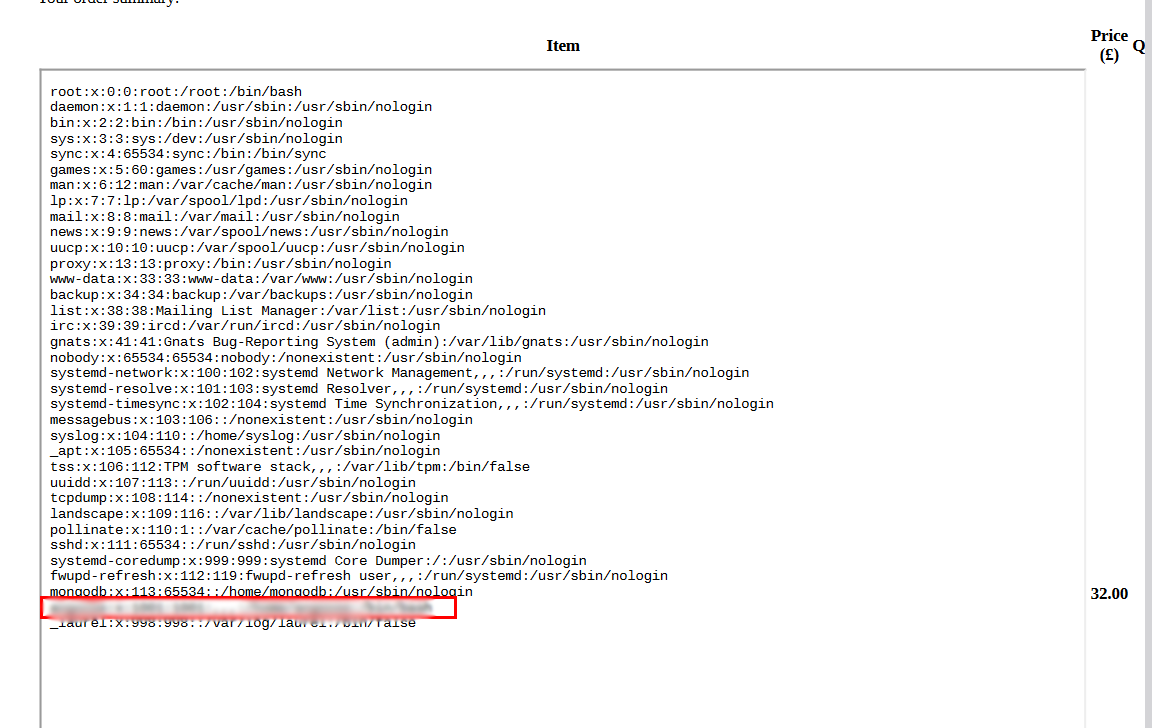 Your order summary:
Item
Price
(£)
Q
root:x:0:0:root:/root:/bin/bash
daemon:x:1:1:daemon:/usr/sbin:/usr/sbin/nologin
bin:x:2:2:bin:/bin:/usr/sbin/nologin
sys:x:3:3:sys:/dev:/usr/sbin/nologin
sync:x:4:65534:sync:/bin:/bin/sync
games:x:5:60:games:/usr/games:/usr/sbin/nologin
man:x:6:12:man:/var/cache/man:/usr/sbin/nologin
lp:x:7:7:lp:/var/spool/lpd:/usr/sbin/nologin
mail:x:8:8:mail:/var/mail:/usr/sbin/nologin
news:x:9:9:news:/var/spool/news:/usr/sbin/nologin
uucp:x:10:10:uucp:/var/spool/uucp:/usr/sbin/nologin
proxy:x:13:13:proxy:/bin:/usr/sbin/nologin
www-data:x:33:33:www-data:/var/www:/usr/sbin/nologin
backup:x:34:34:backup:/var/backups:/usr/sbin/nologin
list:x:38:38:Mailing List Manager:/var/list:/usr/sbin/nologin
irc:x:39:39:ircd:/var/run/ircd:/usr/sbin/nologin
gnats:x:41:41:Gnats Bug-Reporting System (admin):/var/lib/gnats:/usr/sbin/nologin
nobody:x:65534:65534:nobody:/nonexistent:/usr/sbin/nologin
systemd-network:x:100:102:systemd Network Management,,,:/run/systemd:/usr/sbin/nologin
systemd-resolve:x:101:103:systemd Resolver,,,:/run/systemd:/usr/sbin/nologin
systemd-timesync:x:102:104:systemd Time Synchronization,,,:/run/systemd:/usr/sbin/nologin
messagebus:x:103:106::/nonexistent:/usr/sbin/nologin
syslog:x:104:110::/home/syslog:/usr/sbin/nologin
_apt:x:105:65534::/nonexistent:/usr/sbin/nologin
tss:x:106:112:TPM software stack,,,:/var/lib/tpm:/bin/false
uuidd:x:107:113::/run/uuidd:/usr/sbin/nologin
tcpdump:x:108:114::/nonexistent:/usr/sbin/nologin
landscape:x:109:116::/var/lib/landscape:/usr/sbin/nologin
pollinate:x:110:1::/var/cache/pollinate:/bin/false
sshd:x:111:65534::/run/sshd:/usr/sbin/nologin
systemd-coredump:x:999:999:systemd Core Dumper:/:/usr/sbin/nologin
fwupd-refresh:x:112:119:fwupd-refresh user,,,:/run/systemd:/usr/sbin/nologin
mongodb:x:113:65534::/home/mongodb:/usr/sbin/nologin
32.00
_laurel:x:998:998::/var/log/laurel:/bin/false